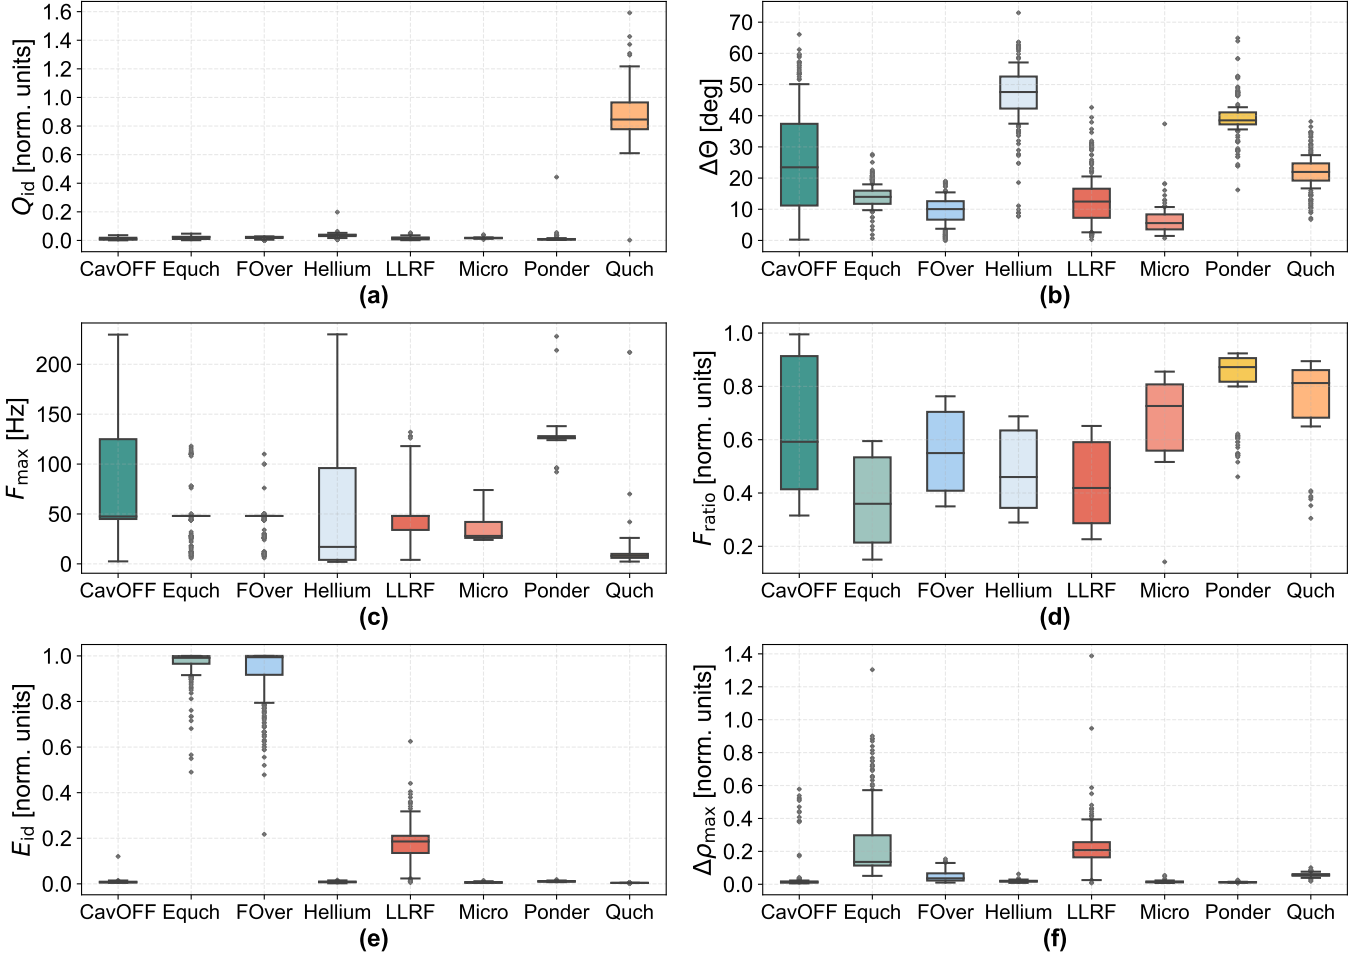 1.6
1.4
1.2
1.0
0.8
0.6
0.4
0.2
0.0
Q_id [norm. units]
CavOFF Equch FOver Hellium LLRF Micro Ponder Quch
(a)
70
60
50
40
30
20
10
0
ΔΘ [deg]
CavOFF Equch FOver Hellium LLRF Micro Ponder Quch
(b)
200
150
100
50
0
F_max [Hz]
CavOFF Equch FOver Hellium LLRF Micro Ponder Quch
(c)
1.0
0.8
0.6
0.4
0.2
F_ratio [norm. units]
CavOFF Equch FOver Hellium LLRF Micro Ponder Quch
(d)
1.0
0.8
0.6
0.4
0.2
0.0
E_id [norm. units]
CavOFF Equch FOver Hellium LLRF Micro Ponder Quch
(e)
1.4
1.2
1.0
0.8
0.6
0.4
0.2
0.0
Δρ_max [norm. units]
CavOFF Equch FOver Hellium LLRF Micro Ponder Quch
(f)